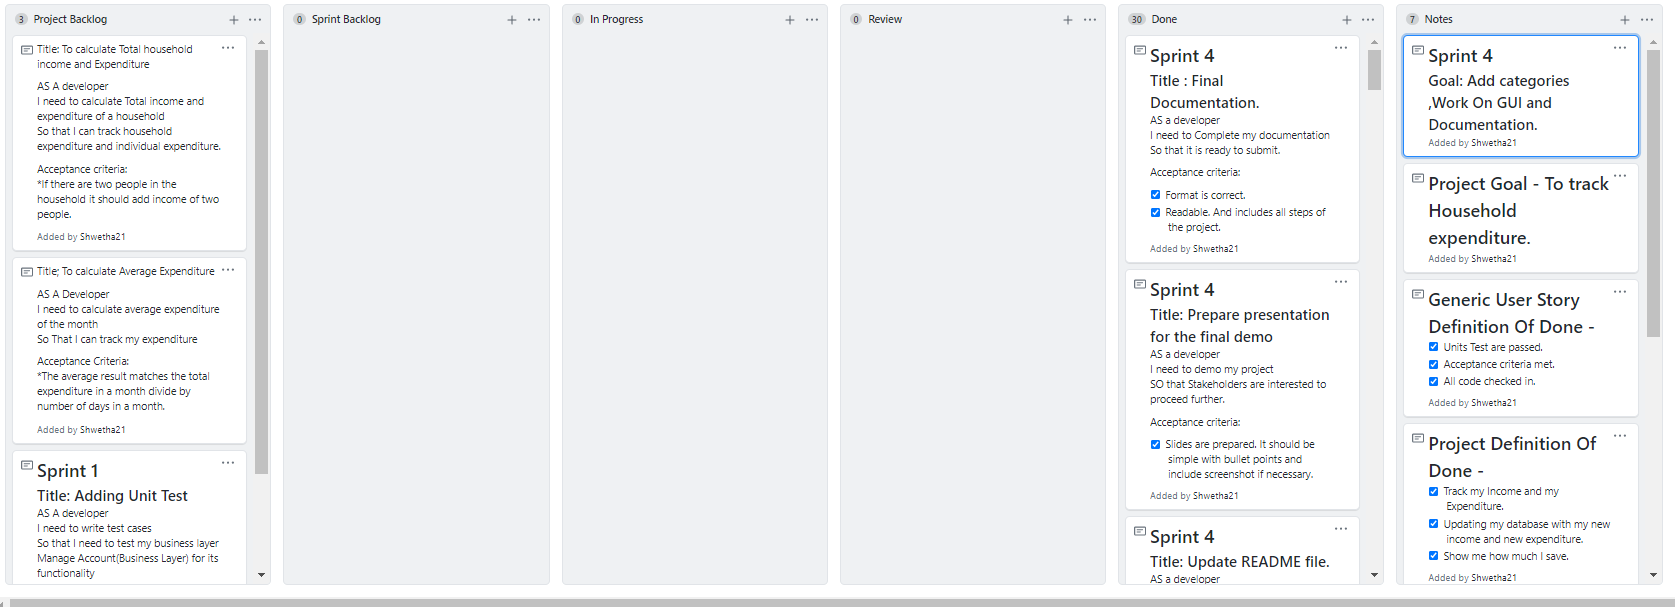 3 Project Backlog
Title: To calculate Total household
income and Expenditure
AS A developer
I need to calculate Total income and
expenditure of a household
So that I can track household
expenditure and individual expenditure.
Acceptance criteria:
*If there are two people in the
household it should add income of two
people.
Added by Shwetha21
Title; To calculate Average Expenditure
AS A Developer
I need to calculate average expenditure
of the month
So That I can track my expenditure
Acceptance Criteria:
*The average result matches the total
expenditure in a month divide by
number of days in a month.
Added by Shwetha21
Sprint 1
Title: Adding Unit Test
AS A developer
I need to write test cases
So that I need to test my business layer
Manage Account(Business Layer) for its
functionality
0 Sprint Backlog
0 In Progress
0 Review
30 Done
Sprint 4
Title : Final
Documentation.
AS a developer
I need to Complete my documentation
So that it is ready to submit.
Acceptance criteria:
Format is correct.
Readable. And includes all steps of
the project.
Added by Shwetha21
Sprint 4
Title: Prepare presentation
for the final demo
AS a developer
I need to demo my project
SO that Stakeholders are interested to
proceed further.
Acceptance criteria:
Slides are prepared. It should be
simple with bullet points and
include screenshot if necessary.
Added by Shwetha21
Sprint 4
Title: Update README file.
AS a developer
7 Notes
Sprint 4
Goal: Add categories
,Work On GUI and
Documentation.
Added by Shwetha21
Project Goal - To track
Household
expenditure.
Added by Shwetha21
Generic User Story
Definition Of Done -
Units Test are passed.
Acceptance criteria met.
All code checked in.
Added by Shwetha21
Project Definition Of
Done -
Track my Income and my
Expenditure.
Updating my database with my new
income and new expenditure.
Show me how much I save.
Added by Shwetha21